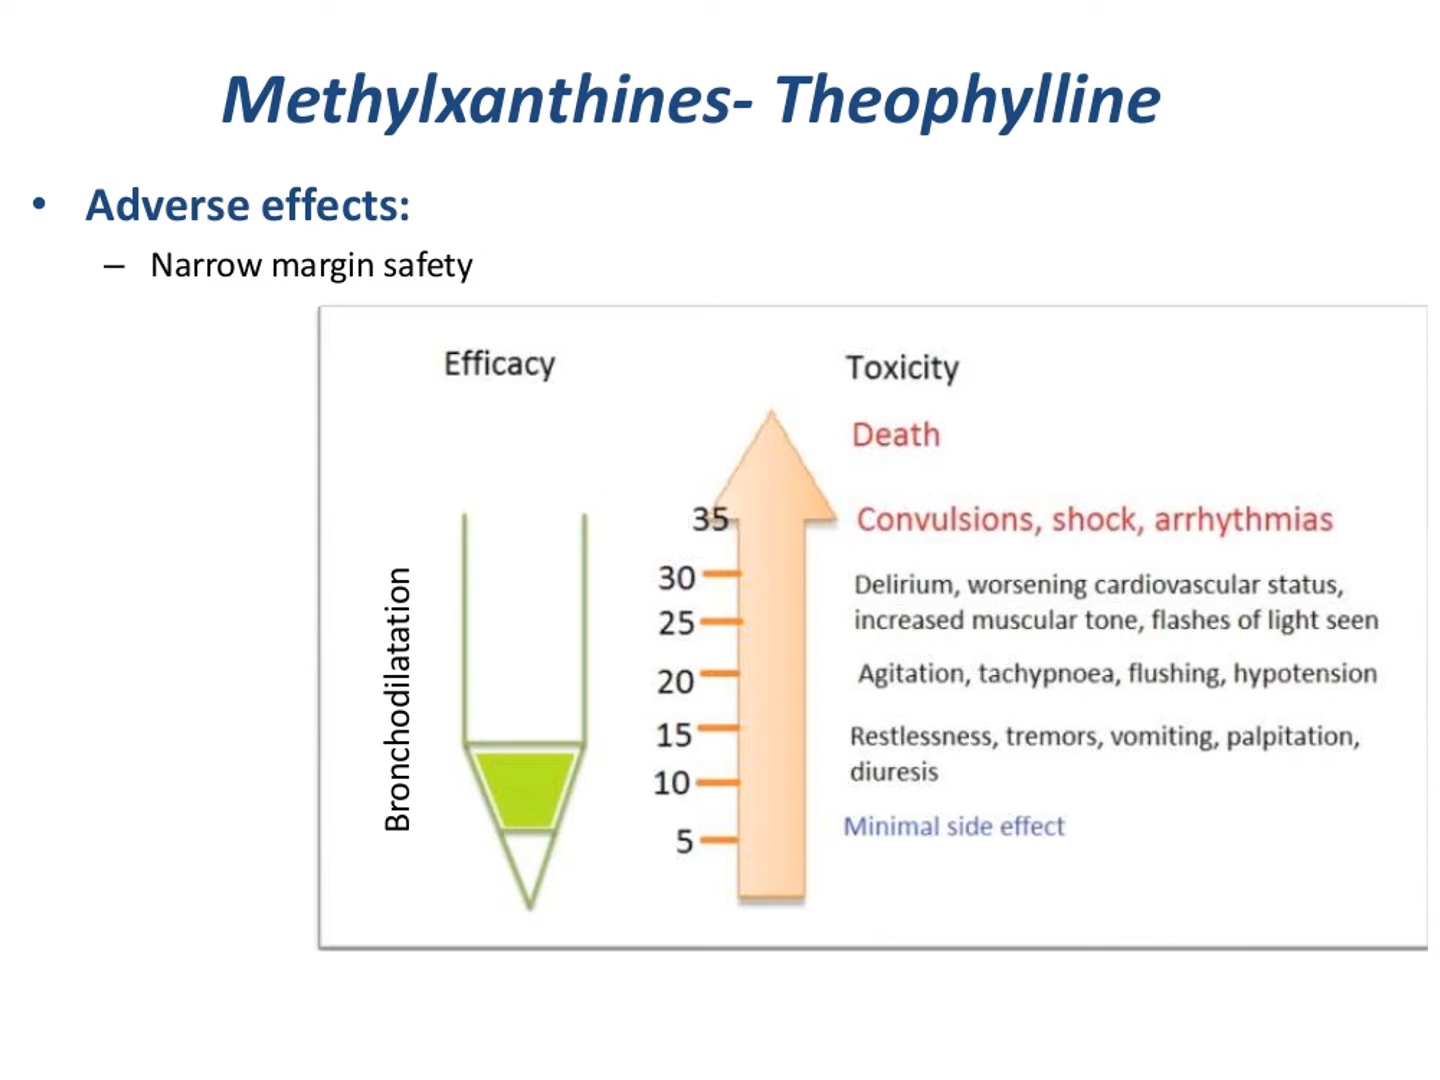 Methylxanthines- Theophylline
• Adverse effects:
– Narrow margin safety
Efficacy
Toxicity
Death
35
Convulsions, shock, arrhythmias
30
Delirium, worsening cardiovascular status,
25
increased muscular tone, flashes of light seen
20
Agitation, tachypnoea, flushing, hypotension
15
Restlessness, tremors, vomiting, palpitation,
10
diuresis
5
Minimal side effect
Bronchodilatation